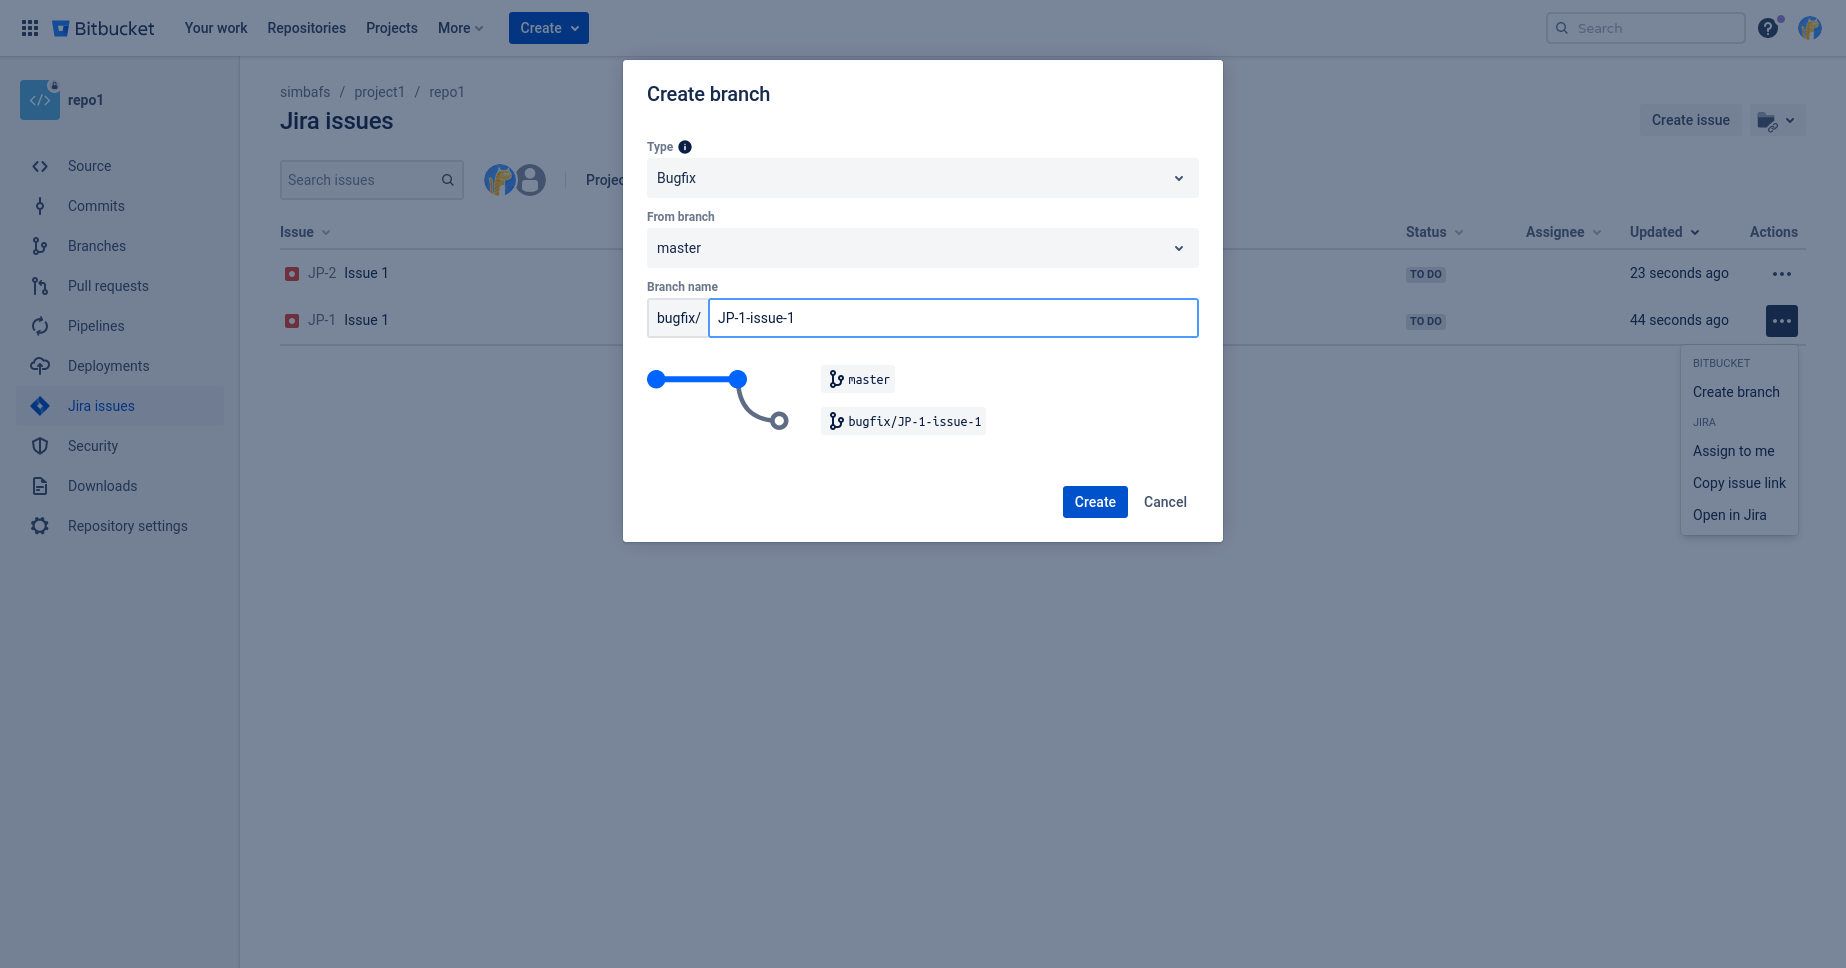 Bitbucket
Your work
Repositories
Projects
More
Create
Search
repo1
Source
Commits
Branches
Pull requests
Pipelines
Deployments
Jira issues
Security
Downloads
Repository settings
simbafs / project1 / repo1
Jira issues
Create issue
Search issues
Projec
Issue
Status
Assignee
Updated
Actions
JP-2 Issue 1
TO DO
23 seconds ago
JP-1 Issue 1
TO DO
44 seconds ago
BITBUCKET
Create branch
JIRA
Assign to me
Copy issue link
Open in Jira
Create branch
Type
Bugfix
From branch
master
Branch name
bugfix/ JP-1-issue-1
master
bugfix/JP-1-issue-1
Create
Cancel